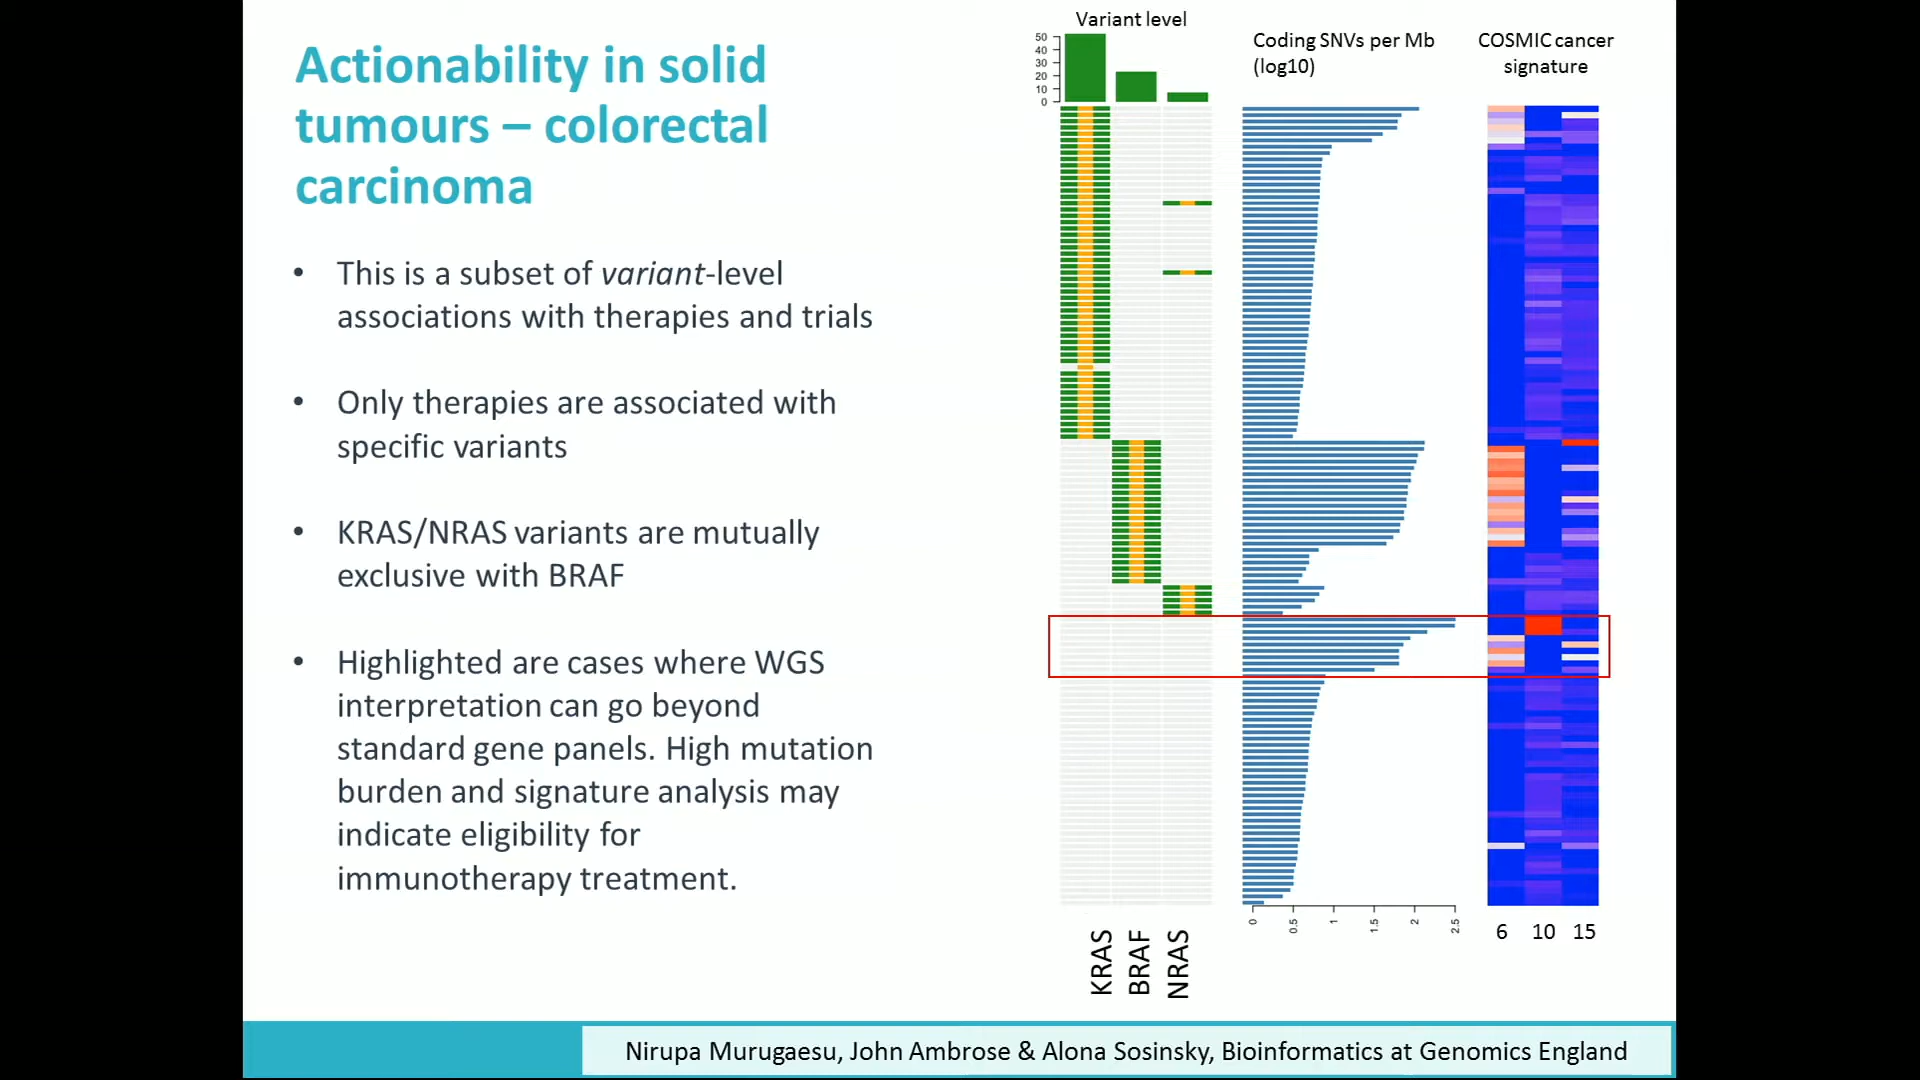 Actionability in solid
tumours – colorectal
carcinoma
• This is a subset of variant-level
associations with therapies and trials
• Only therapies are associated with
specific variants
• KRAS/NRAS variants are mutually
exclusive with BRAF
• Highlighted are cases where WGS
interpretation can go beyond
standard gene panels. High mutation
burden and signature analysis may
indicate eligibility for
immunotherapy treatment.
Variant level
50
40
30
20
10
0
Coding SNVs per Mb
(log10)
COSMIC cancer
signature
KRAS
BRAF
NRAS
0
0.5
1
1.5
2
2.5
6 10 15
Nirupa Murugaesu, John Ambrose & Alona Sosinsky, Bioinformatics at Genomics England